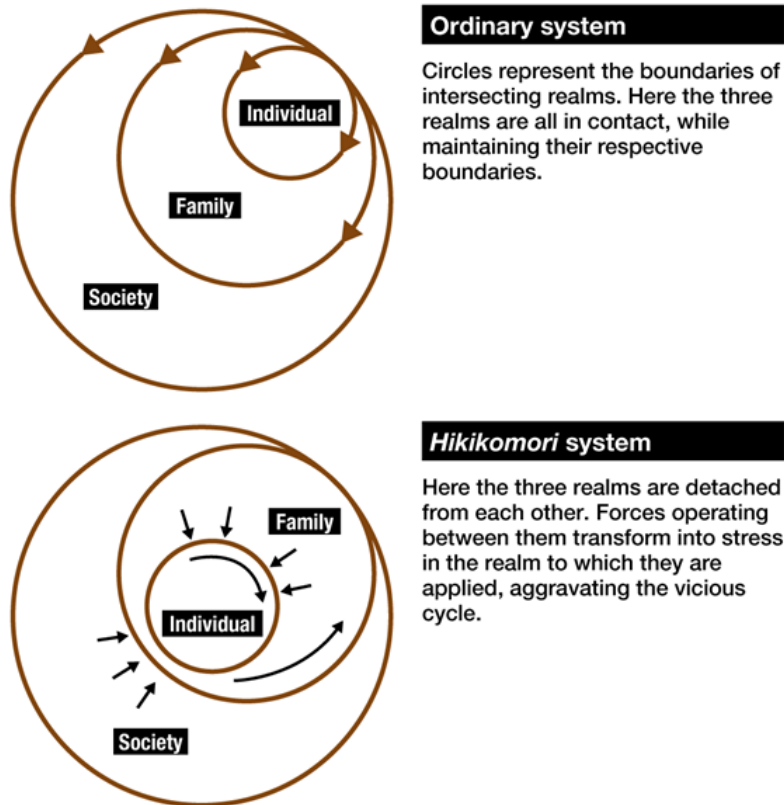 Ordinary system
Circles represent the boundaries of
intersecting realms. Here the three
realms are all in contact, while
maintaining their respective
boundaries.
Individual
Family
Society
Hikikomori system
Here the three realms are detached
from each other. Forces operating
between them transform into stress
in the realm to which they are
applied, aggravating the vicious
cycle.
Family
Individual
Society